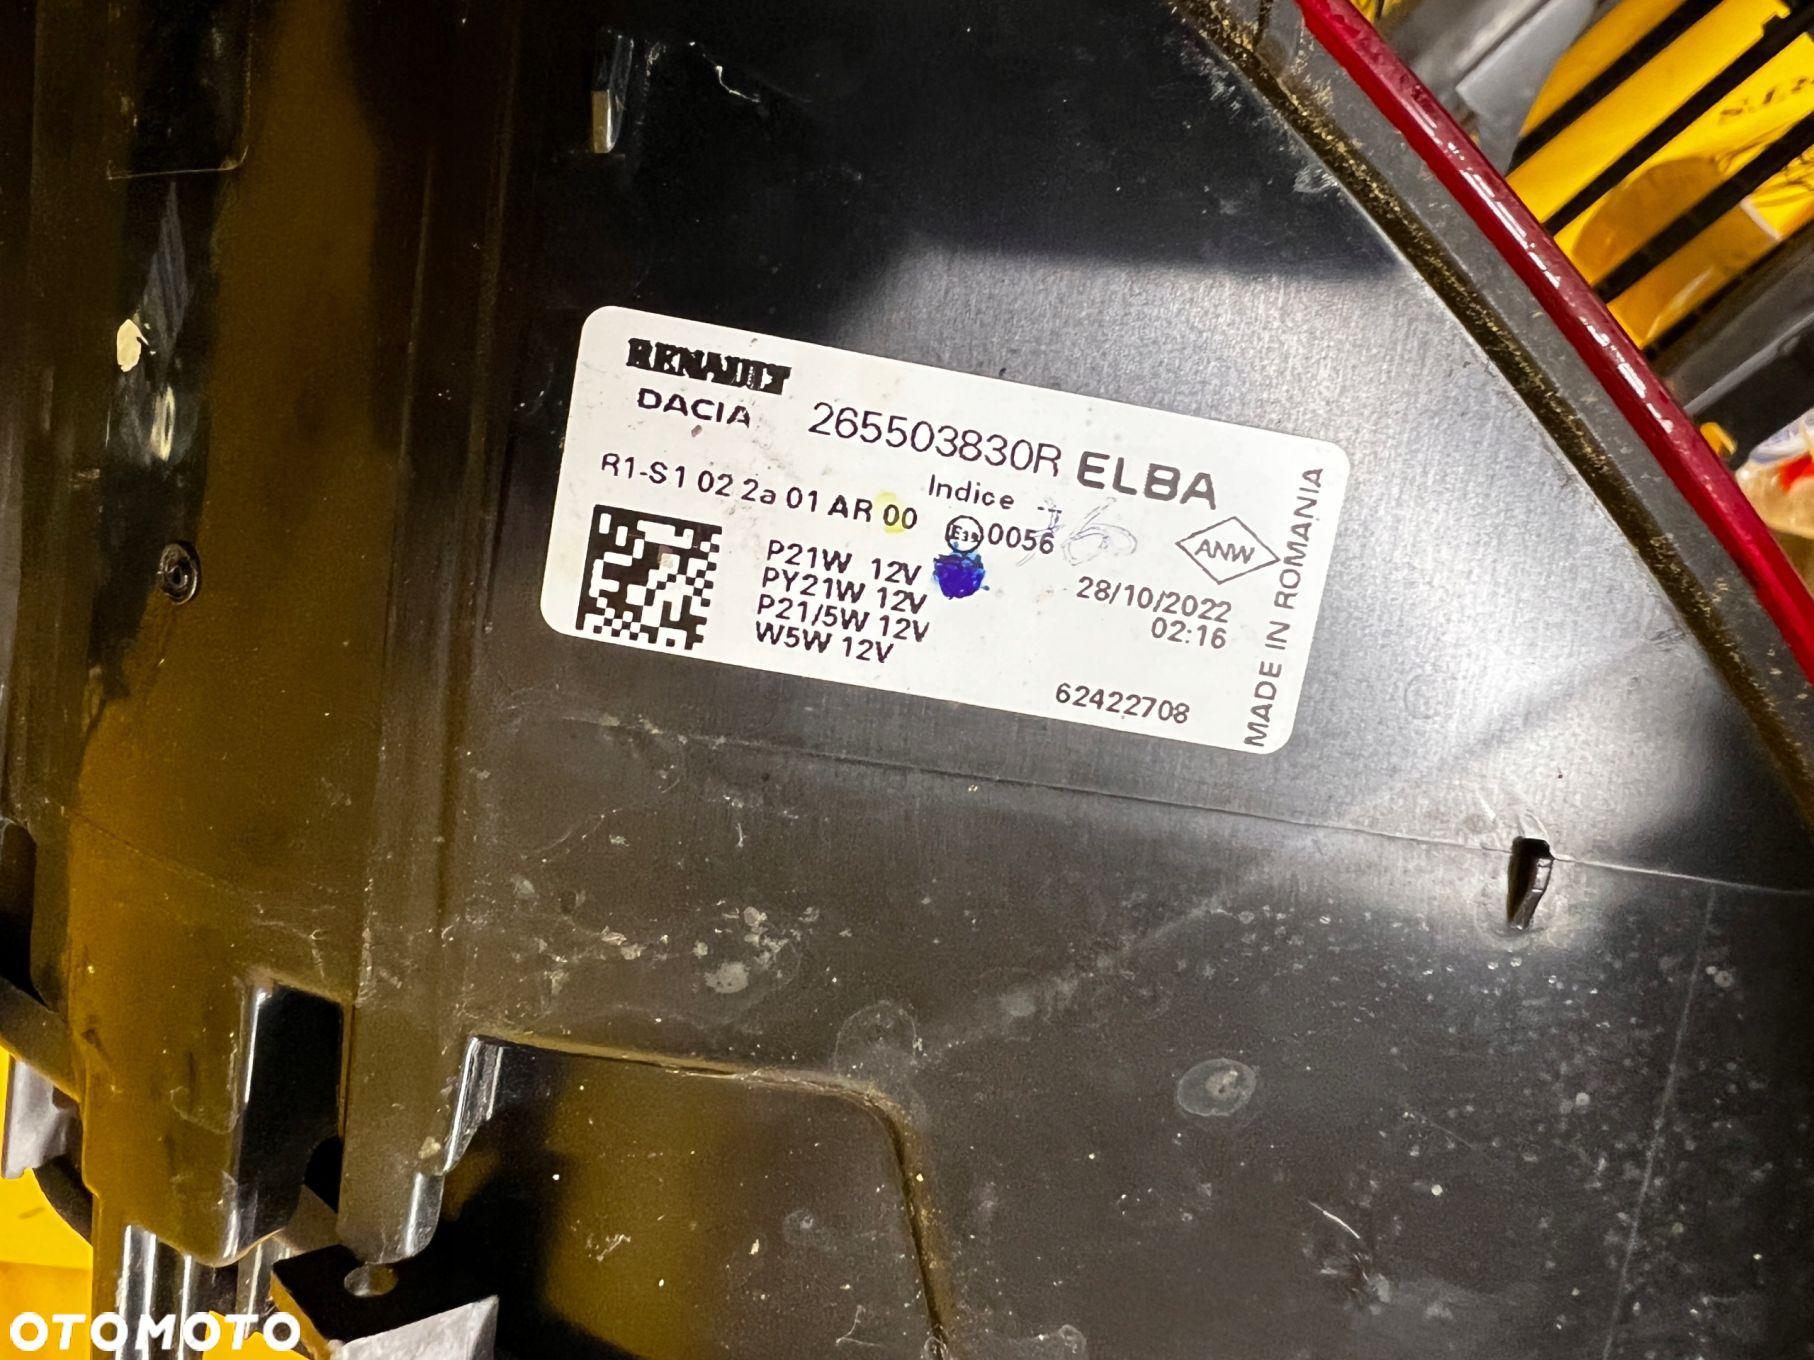 RENAULT
DACIA 265503830R ELBA
Indice --
R1-S1 02 2a 01 AR 00 E39 0056
P21W 12V
PY21W 12V
P21/5W 12V
W5W 12V
ANW
28/10/2022
02:16
62422708
MADE IN ROMANIA
OTOMOTO